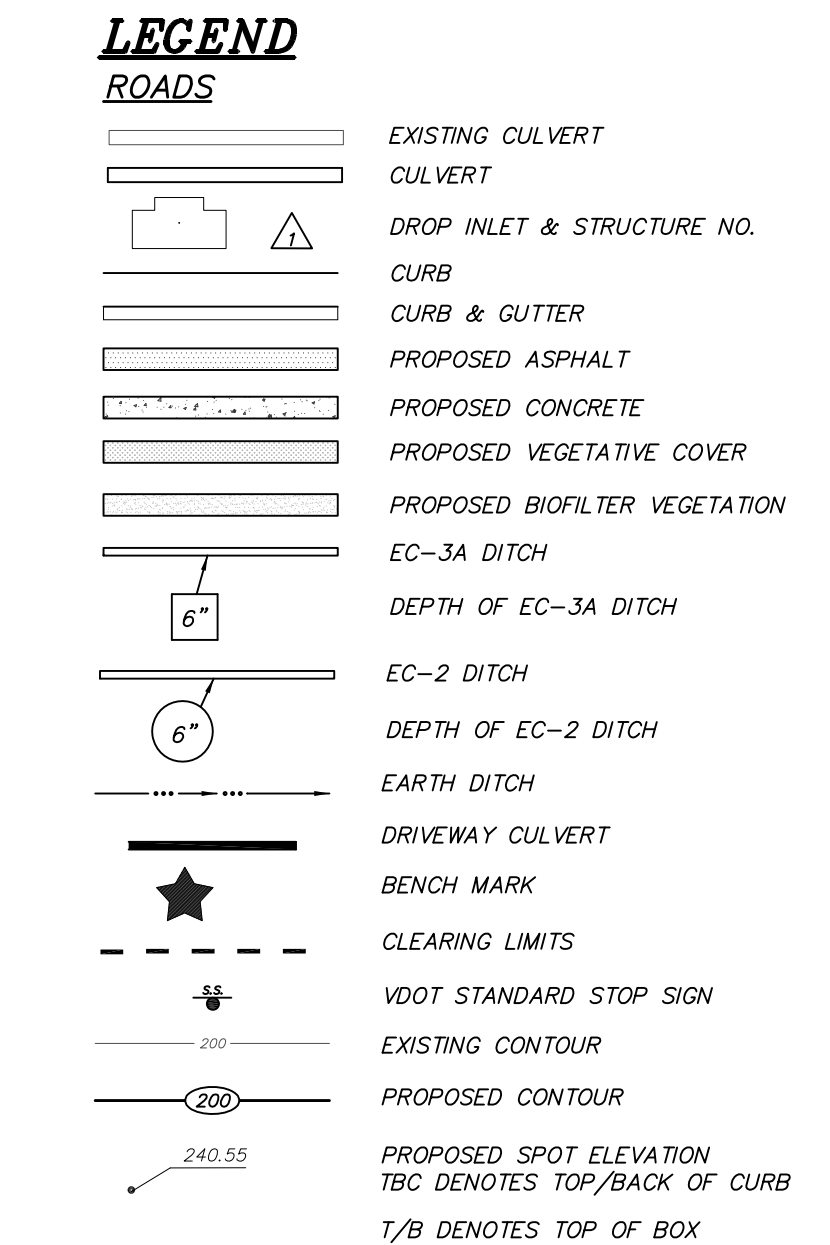 LEGEND
ROADS
EXISTING CULVERT
CULVERT
1 DROP INLET & STRUCTURE NO.
CURB
CURB & GUTTER
PROPOSED ASPHALT
PROPOSED CONCRETE
PROPOSED VEGETATIVE COVER
PROPOSED BIOFILTER VEGETATION
EC-3A DITCH
6" DEPTH OF EC-3A DITCH
EC-2 DITCH
6" DEPTH OF EC-2 DITCH
EARTH DITCH
DRIVEWAY CULVERT
BENCH MARK
CLEARING LIMITS
S.S. VDOT STANDARD STOP SIGN
200 EXISTING CONTOUR
200 PROPOSED CONTOUR
240.55 PROPOSED SPOT ELEVATION
TBC DENOTES TOP/BACK OF CURB
T/B DENOTES TOP OF BOX